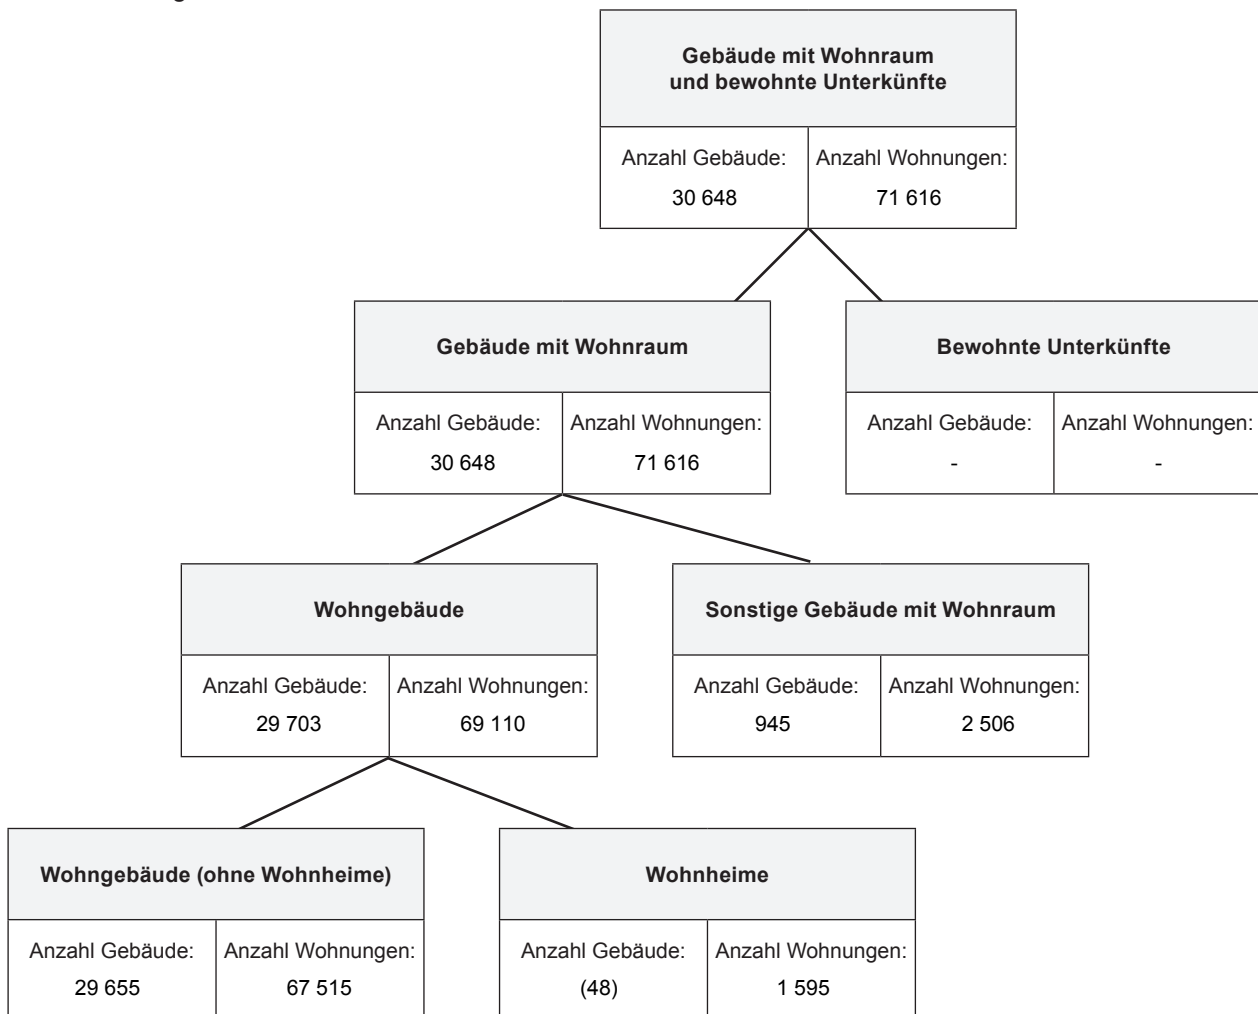 Gebäude mit Wohnraum
und bewohnte Unterkünfte
Anzahl Gebäude: Anzahl Wohnungen:
30 648 71 616
Gebäude mit Wohnraum Bewohnte Unterkünfte
Anzahl Gebäude: Anzahl Wohnungen: Anzahl Gebäude: Anzahl Wohnungen:
30 648 71 616 - -
Wohngebäude Sonstige Gebäude mit Wohnraum
Anzahl Gebäude: Anzahl Wohnungen: Anzahl Gebäude: Anzahl Wohnungen:
29 703 69 110 945 2 506
Wohngebäude (ohne Wohnheime) Wohnheime
Anzahl Gebäude: Anzahl Wohnungen: Anzahl Gebäude: Anzahl Wohnungen:
29 655 67 515 (48) 1 595